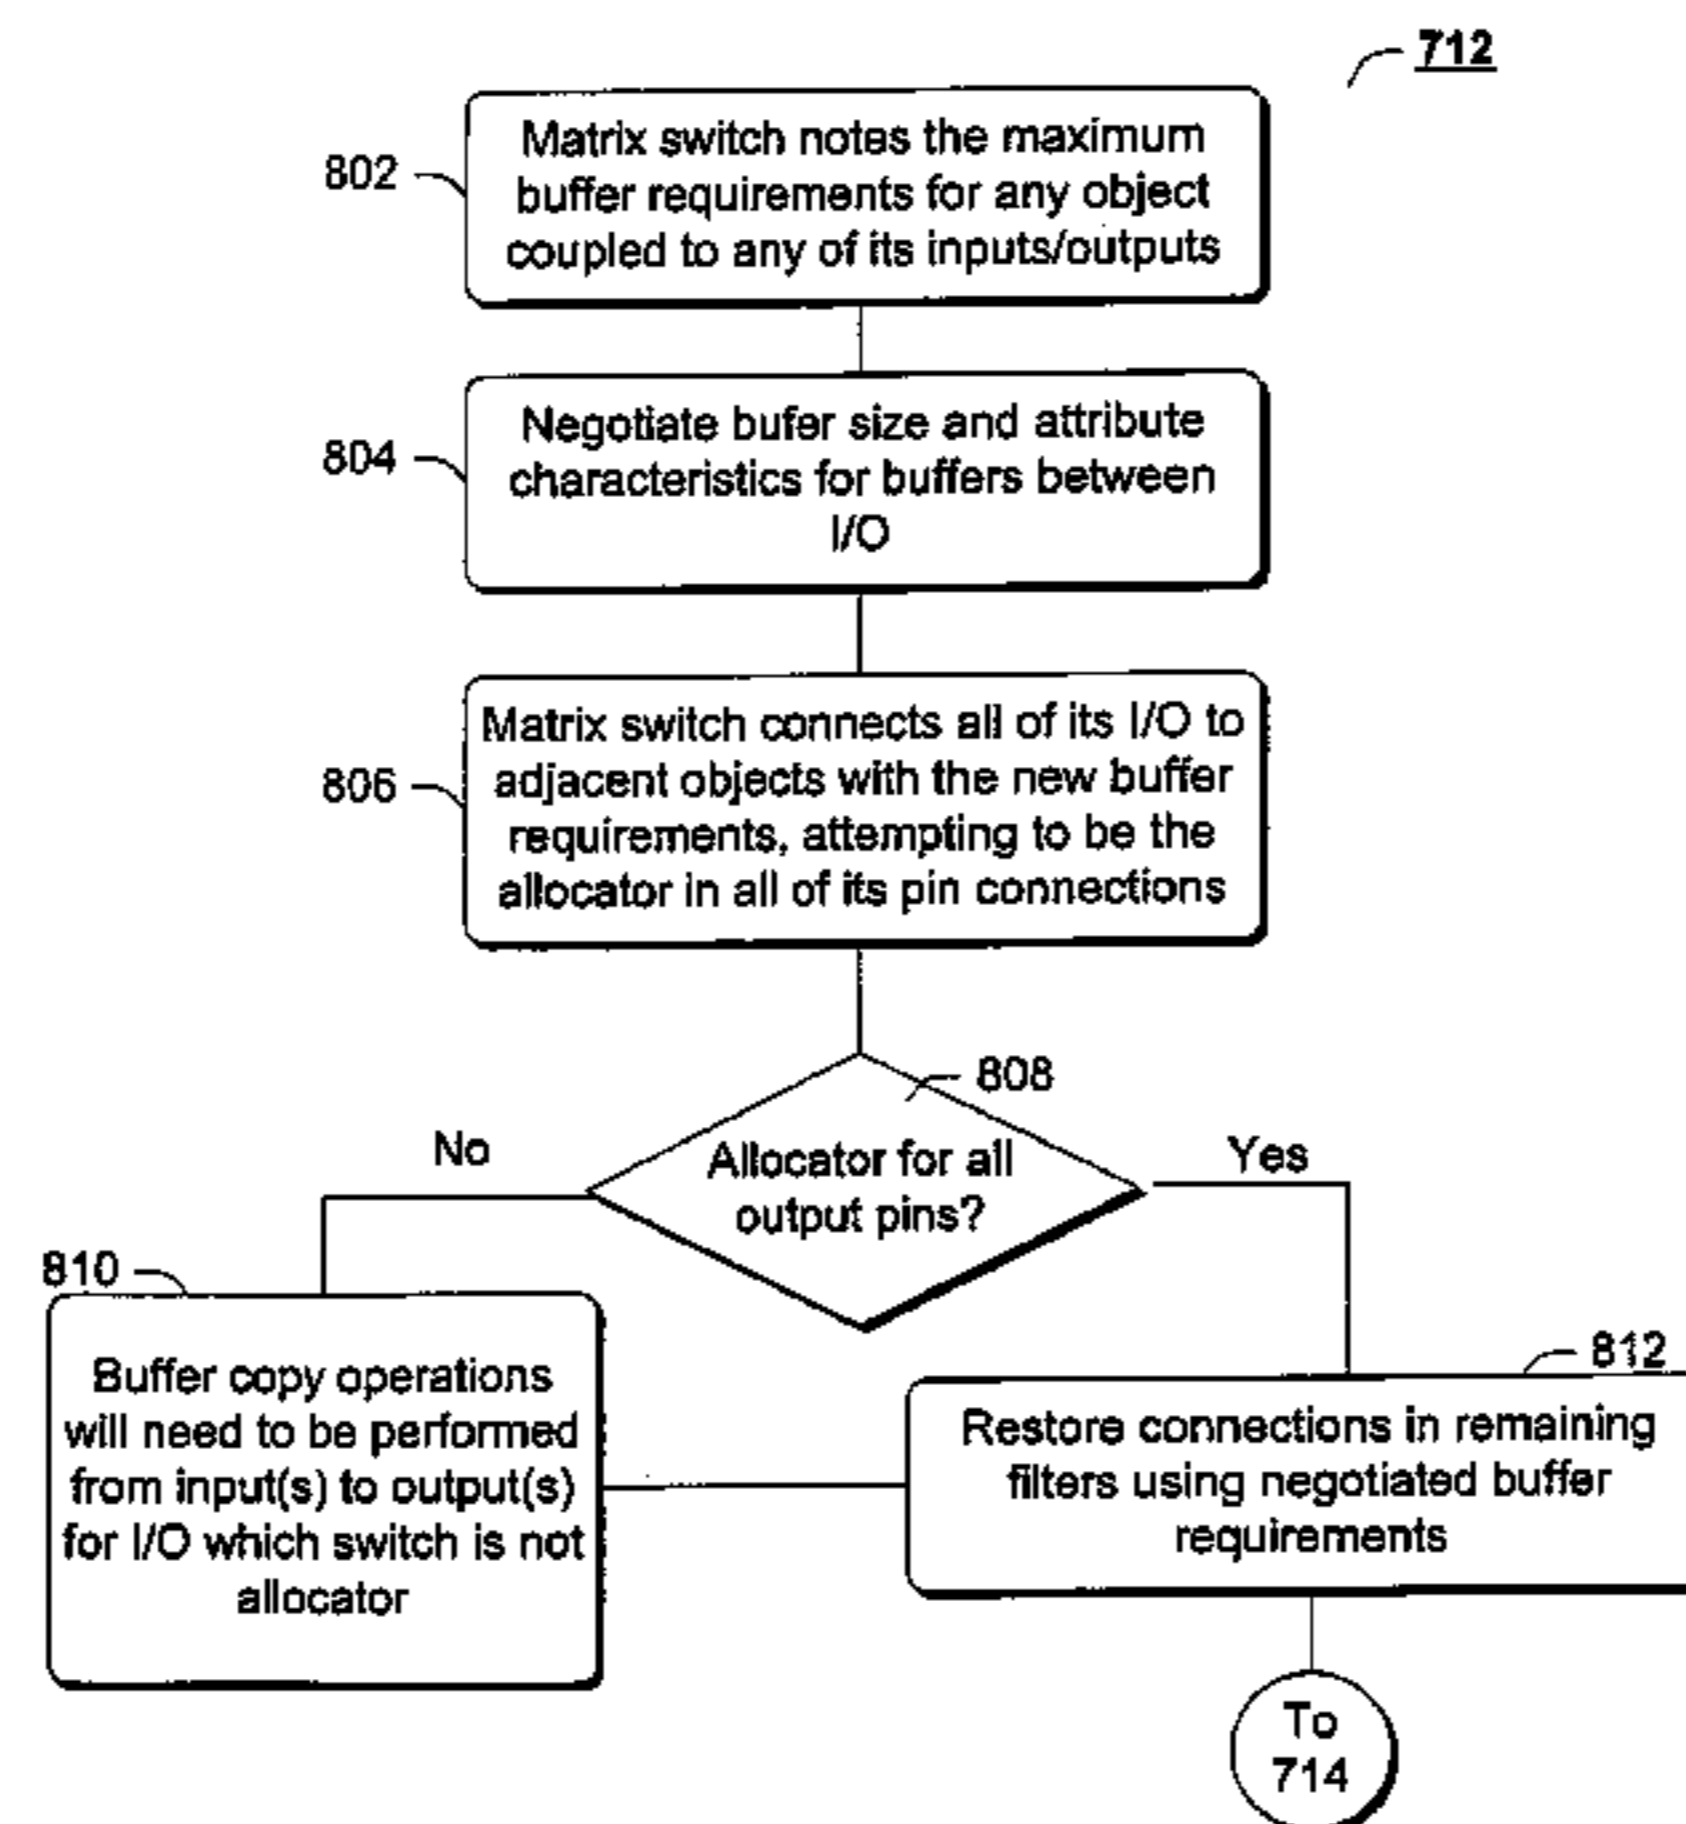 712
802
Matrix switch notes the maximum
buffer requirements for any object
coupled to any of its inputs/outputs
804
Negotiate bufer size and attribute
characteristics for buffers between
I/O
806
Matrix switch connects all of its I/O to
adjacent objects with the new buffer
requirements, attempting to be the
allocator in all of its pin connections
808
Allocator for all
output pins?
No
Yes
810
Buffer copy operations
will need to be performed
from input(s) to output(s)
for I/O which switch is not
allocator
812
Restore connections in remaining
filters using negotiated buffer
requirements
To
714